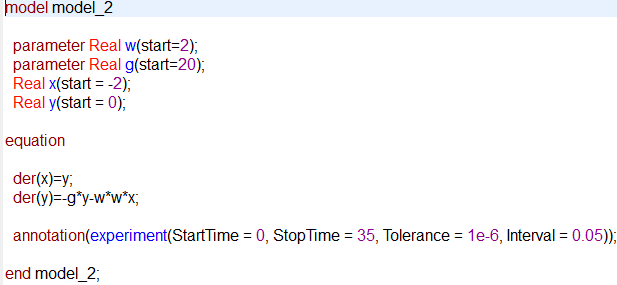 model model_2
parameter Real w(start=2);
parameter Real g(start=20);
Real x(start = -2);
Real y(start = 0);
equation
der(x)=y;
der(y)=-g*y-w*w*x;
annotation(experiment(StartTime = 0, StopTime = 35, Tolerance = 1e-6, Interval = 0.05));
end model_2;